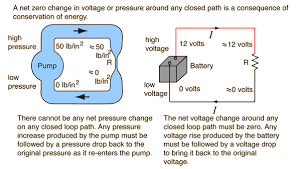 A net zero change in voltage or pressure around any closed path is a consequence of
conservation of energy.
high
pressure
50 lb/in2
≈ 50
lb/in2
Pump
R
≈0
lb/in2
low
pressure
0 lb/in2
There cannot be any net pressure change
on any closed loop path. Any pressure
increase produced by the pump must be
followed by a pressure drop back to the
original pressure as it re-enters the pump.
I
high
voltage
12 volts
≈12 volts
Battery
R
low
voltage
0 volts
≈0 volts
I
The net voltage change around any
closed loop path must be zero. Any
voltage rise produced by the battery
must be followed by a voltage drop
to bring it back to the original
voltage.